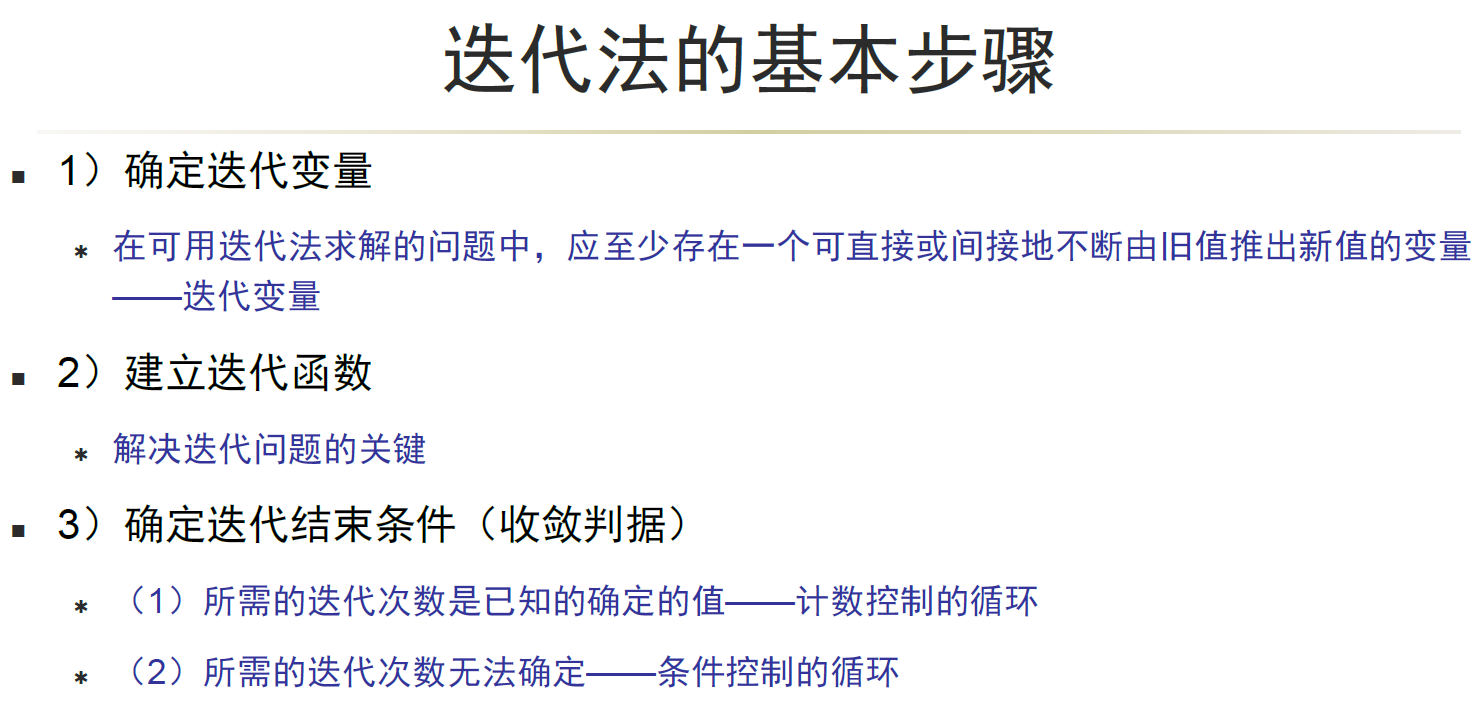 迭代法的基本步骤
■ 1）确定迭代变量
* 在可用迭代法求解的问题中，应至少存在一个可直接或间接地不断由旧值推出新值的变量
——迭代变量
■ 2）建立迭代函数
* 解决迭代问题的关键
■ 3）确定迭代结束条件（收敛判据）
* （1）所需的迭代次数是已知的确定的值——计数控制的循环
* （2）所需的迭代次数无法确定——条件控制的循环